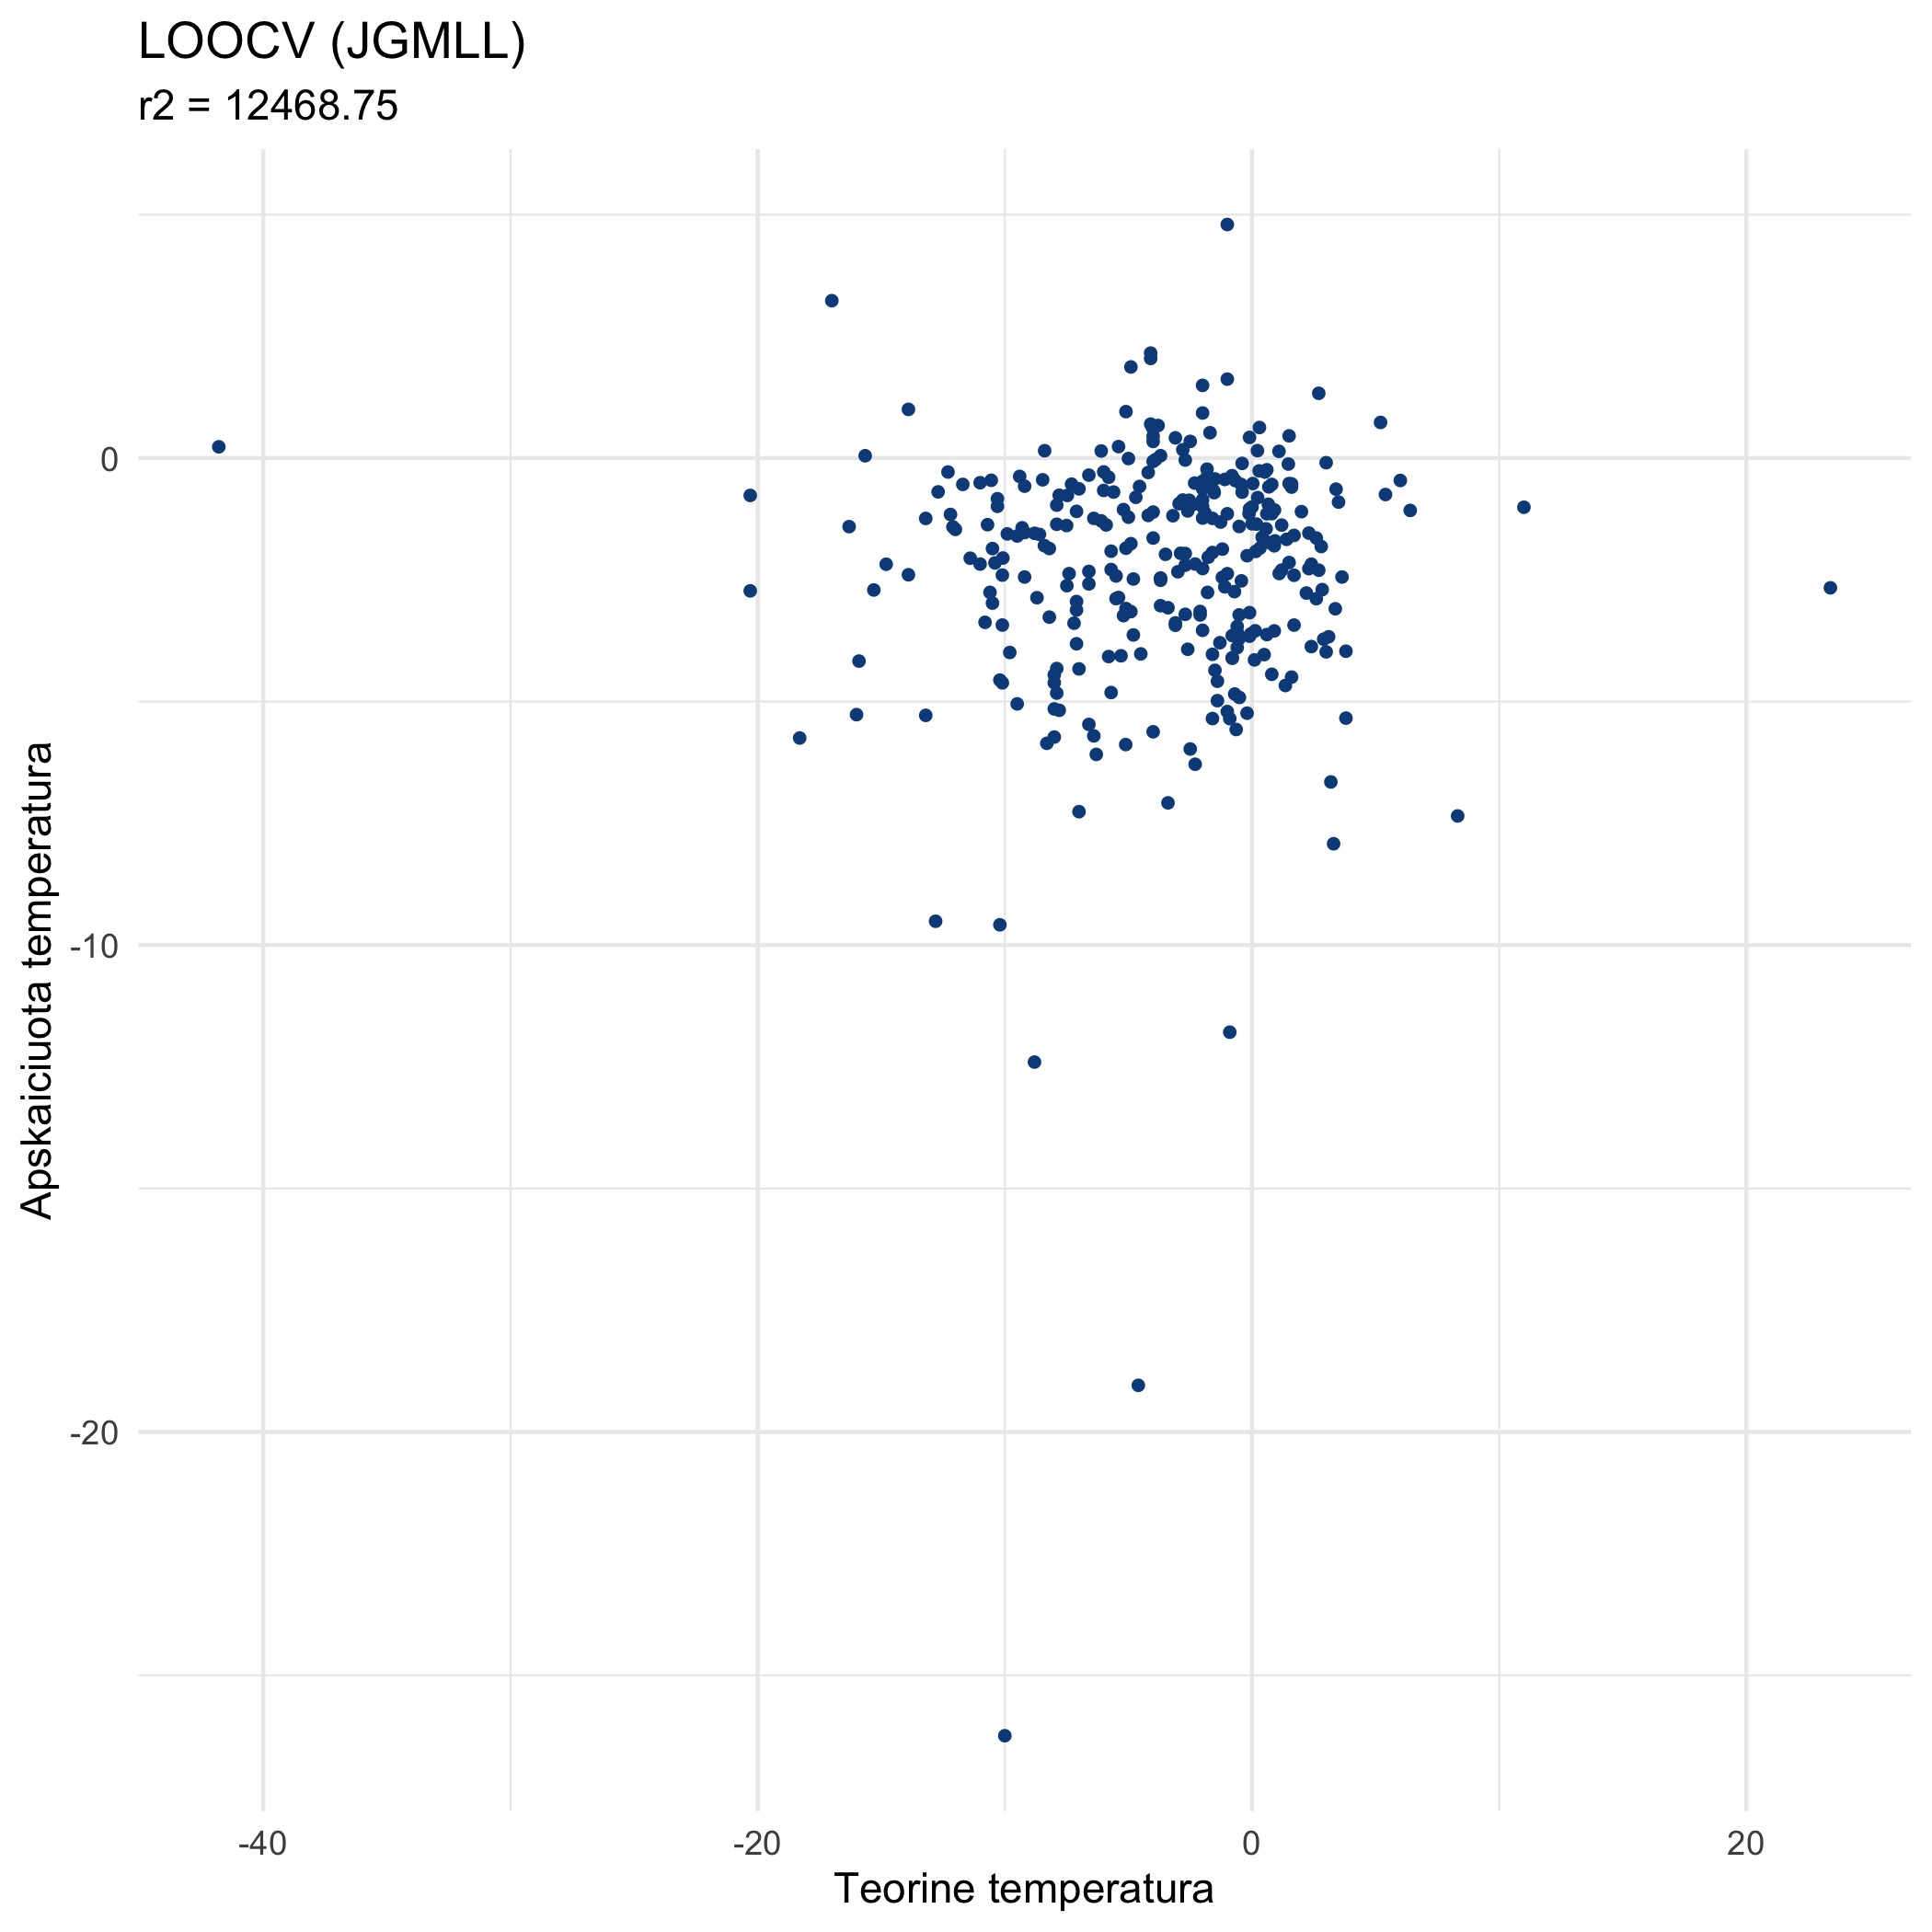 LOOCV (JGMLL)
r2 = 12468.75
Apskaiciuota temperatura
0
-10
-20
-40
-20
0
20
Teorine temperatura